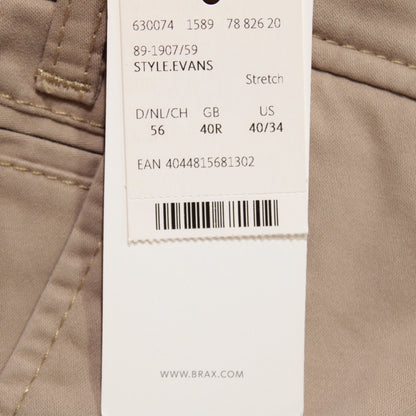 630074 1589 78 826 20
89-1907/59
STYLE.EVANS
Stretch
D/NL/CH GB US
56 40R 40/34
EAN 4044815681302
WWW.BRAX.COM